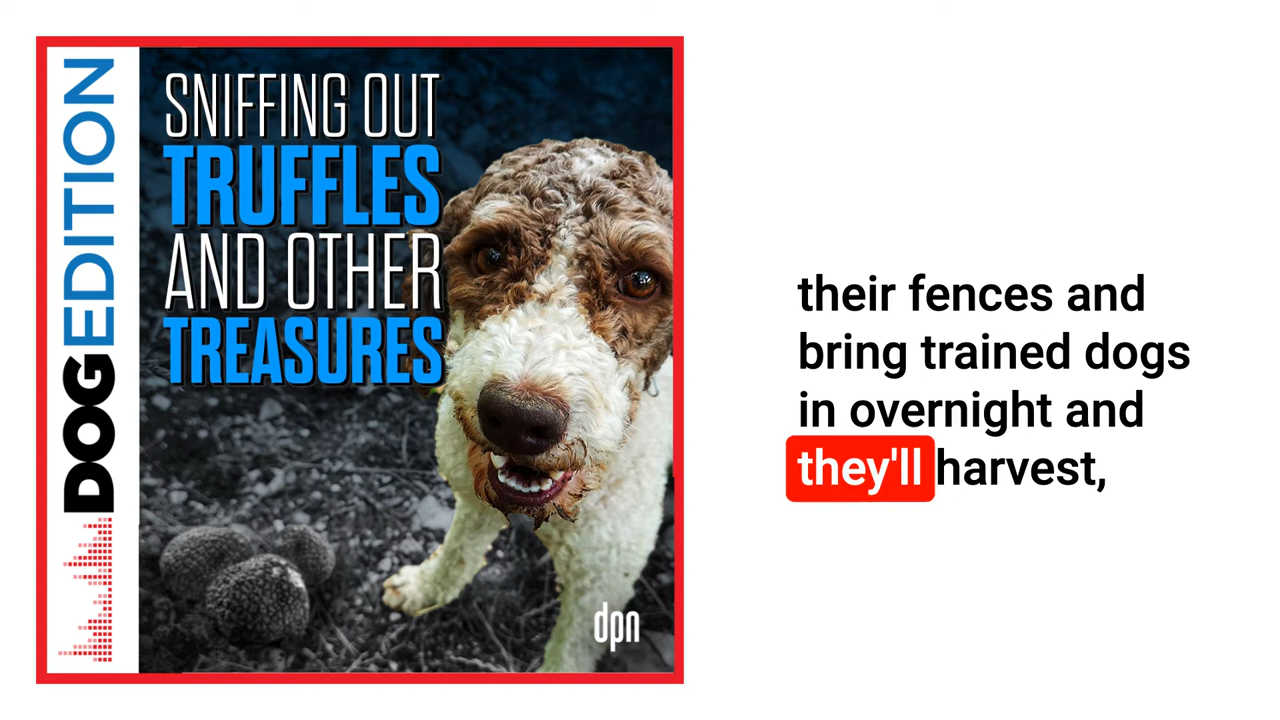 DOGEDITION
SNIFFING OUT
TRUFFLES
AND OTHER
TREASURES
dpn
their fences and
bring trained dogs
in overnight and
they'll harvest,